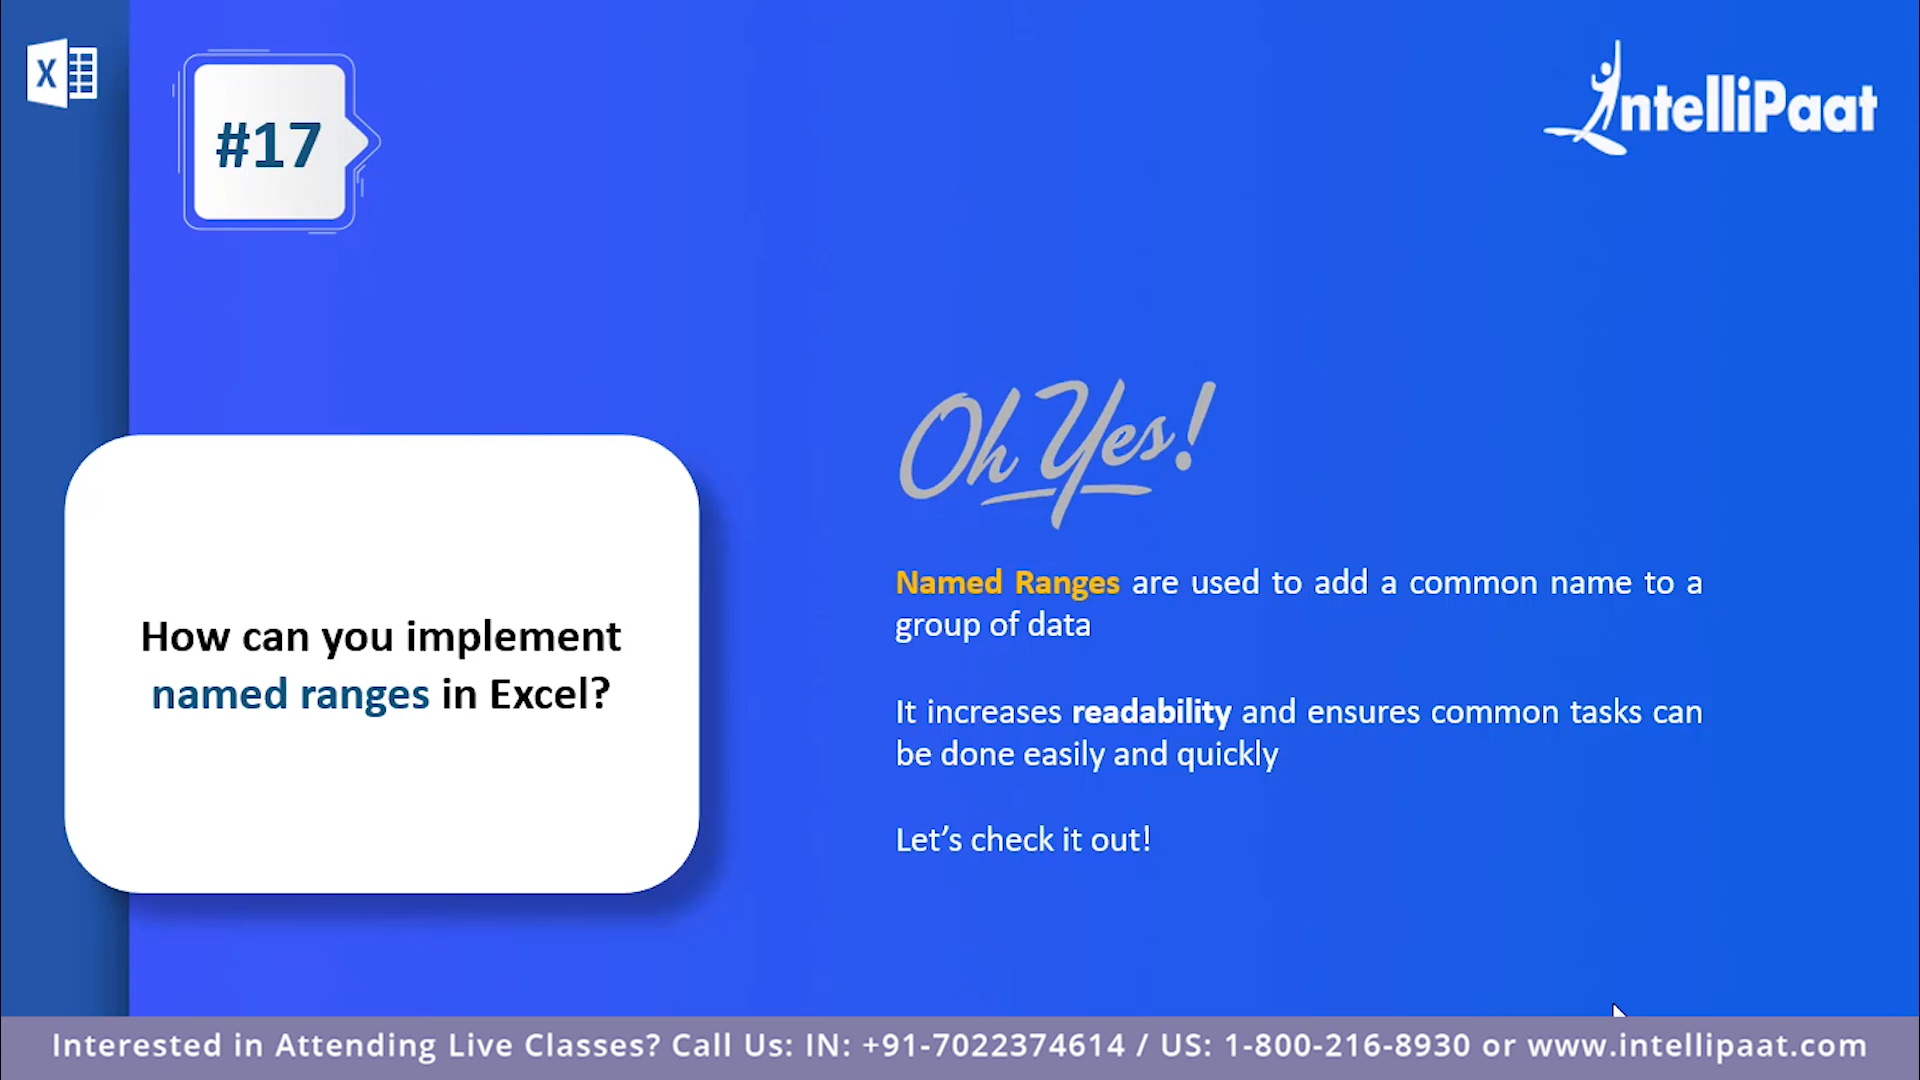 X
#17
IntelliPaat
Oh Yes!
Named Ranges are used to add a common name to a
group of data
How can you implement
named ranges in Excel?
It increases readability and ensures common tasks can
be done easily and quickly
Let’s check it out!
Interested in Attending Live Classes? Call Us: IN: +91-7022374614 / US: 1-800-216-8930 or www.intellipaat.com